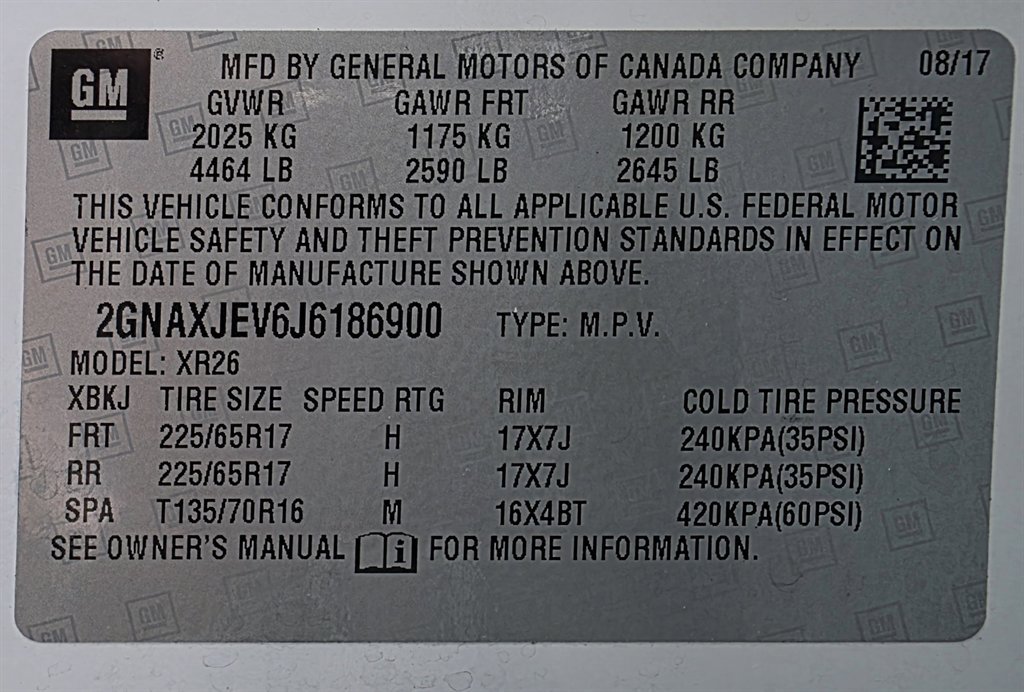 GM ® MFD BY GENERAL MOTORS OF CANADA COMPANY 08/17
GVWR GAWR FRT GAWR RR
2025 KG 1175 KG 1200 KG
4464 LB 2590 LB 2645 LB
THIS VEHICLE CONFORMS TO ALL APPLICABLE U.S. FEDERAL MOTOR
VEHICLE SAFETY AND THEFT PREVENTION STANDARDS IN EFFECT ON
THE DATE OF MANUFACTURE SHOWN ABOVE.
2GNAXJEV6J6186900 TYPE: M.P.V.
MODEL: XR26
XBKJ TIRE SIZE SPEED RTG RIM COLD TIRE PRESSURE
FRT 225/65R17 H 17X7J 240KPA(35PSI)
RR 225/65R17 H 17X7J 240KPA(35PSI)
SPA T135/70R16 M 16X4BT 420KPA(60PSI)
SEE OWNER'S MANUAL i FOR MORE INFORMATION.